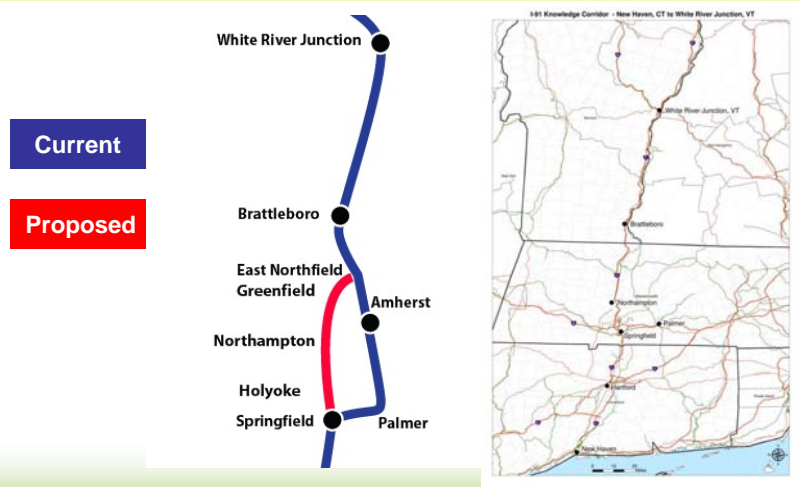 Current
Proposed
White River Junction
Brattleboro
East Northfield
Greenfield
Amherst
Northampton
Holyoke
Springfield
Palmer
I-91 Knowledge Corridor - New Haven, CT to White River Junction, VT
White River Junction, VT
Brattleboro
Northampton
Palmer
Springfield
Hartford
New Haven